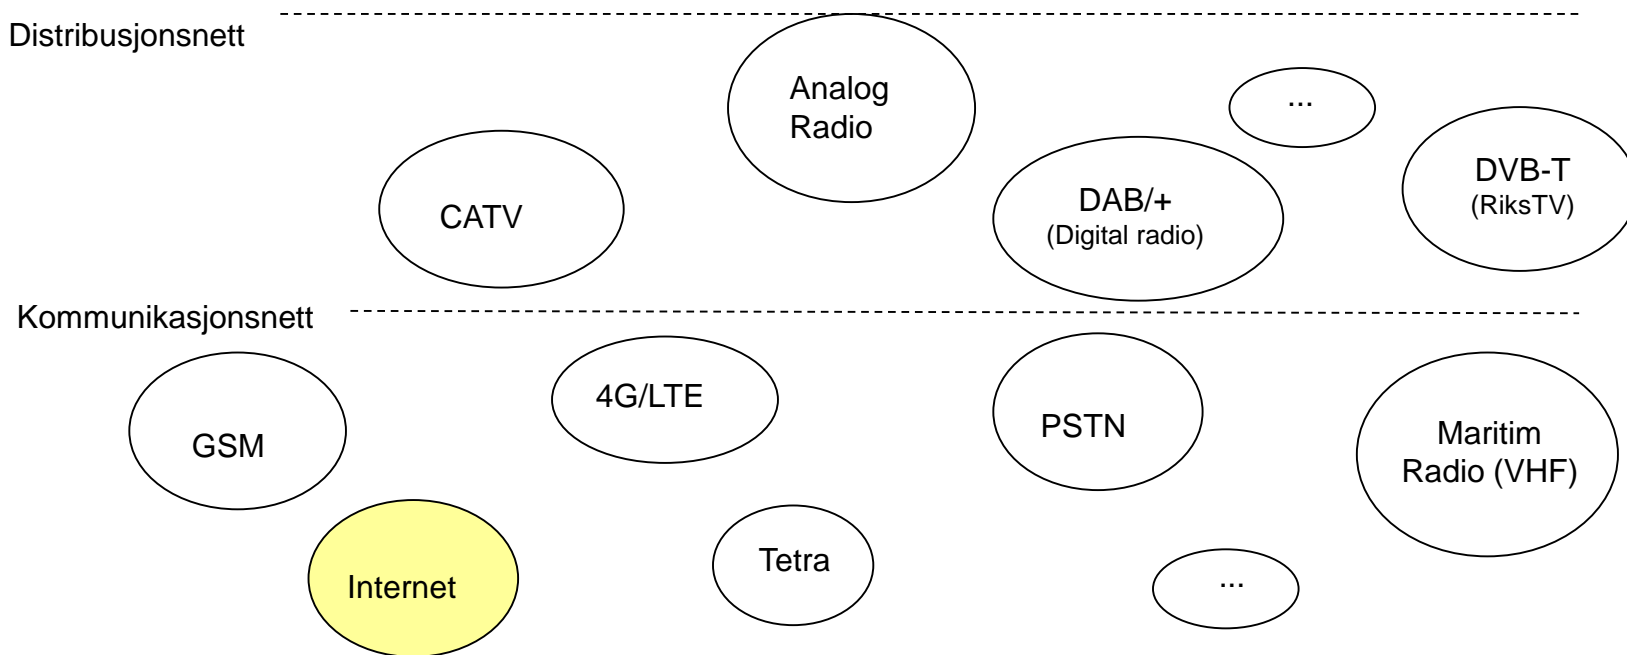 Distribusjonsnett
Analog
Radio
...
CATV
DAB/+
(Digital radio)
DVB-T
(RiksTV)
Kommunikasjonsnett
GSM
4G/LTE
PSTN
Maritim
Radio (VHF)
Internet
Tetra
...